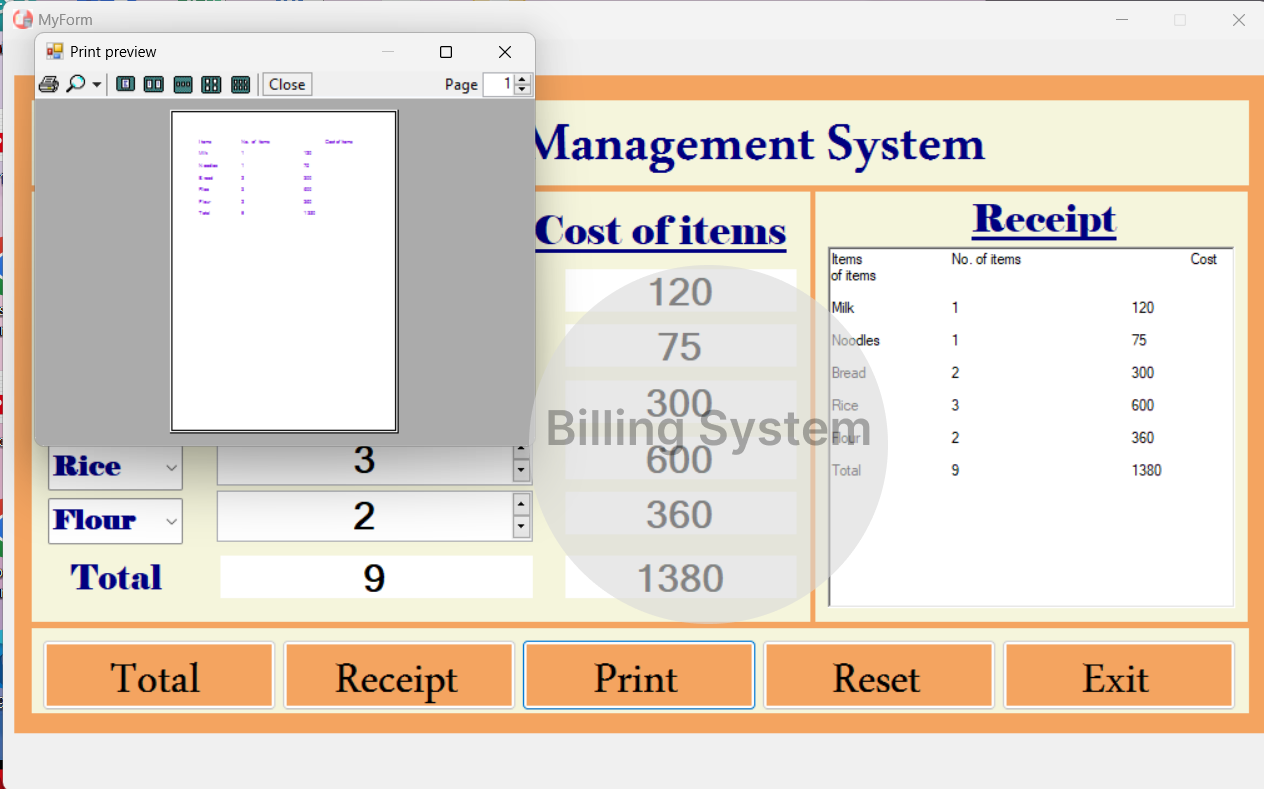 MyForm
Print preview
Close Page 1
Items No. of items Cost of items
Milk 1 120
Noodles 1 75
Bread 2 300
Rice 3 600
Flour 2 360
Total 9 1380
Management System
Cost of items
120
75
300
600
360
1380
Rice 3
Flour 2
Total 9
Billing System
Receipt
Items No. of items Cost
of items
Milk 1 120
Noodles 1 75
Bread 2 300
Rice 3 600
Flour 2 360
Total 9 1380
Total Receipt Print Reset Exit